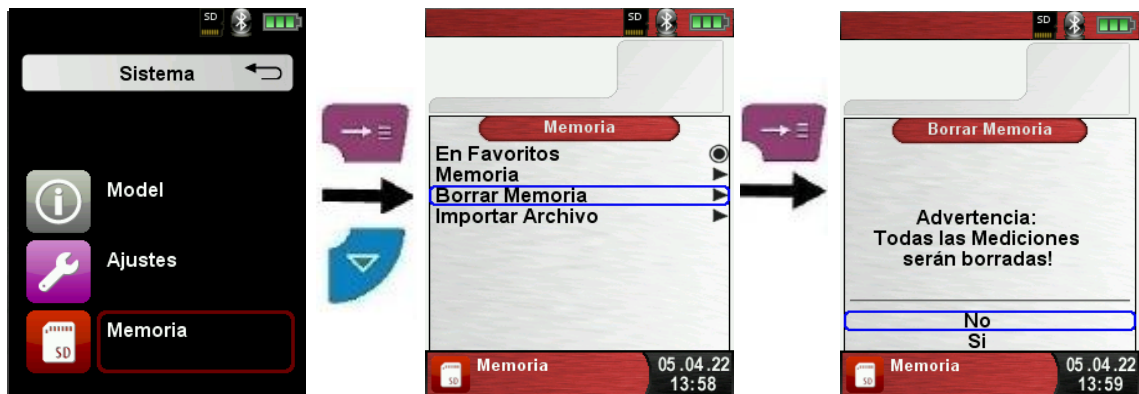 SD
Sistema
Model
Ajustes
Memoria
SD
SD
Memoria
En Favoritos
Memoria
Borrar Memoria
Importar Archivo
Memoria
SD
05.04.22
13:58
SD
Borrar Memoria
Advertencia:
Todas las Mediciones
serán borradas!
No
Si
Memoria
SD
05.04.22
13:59